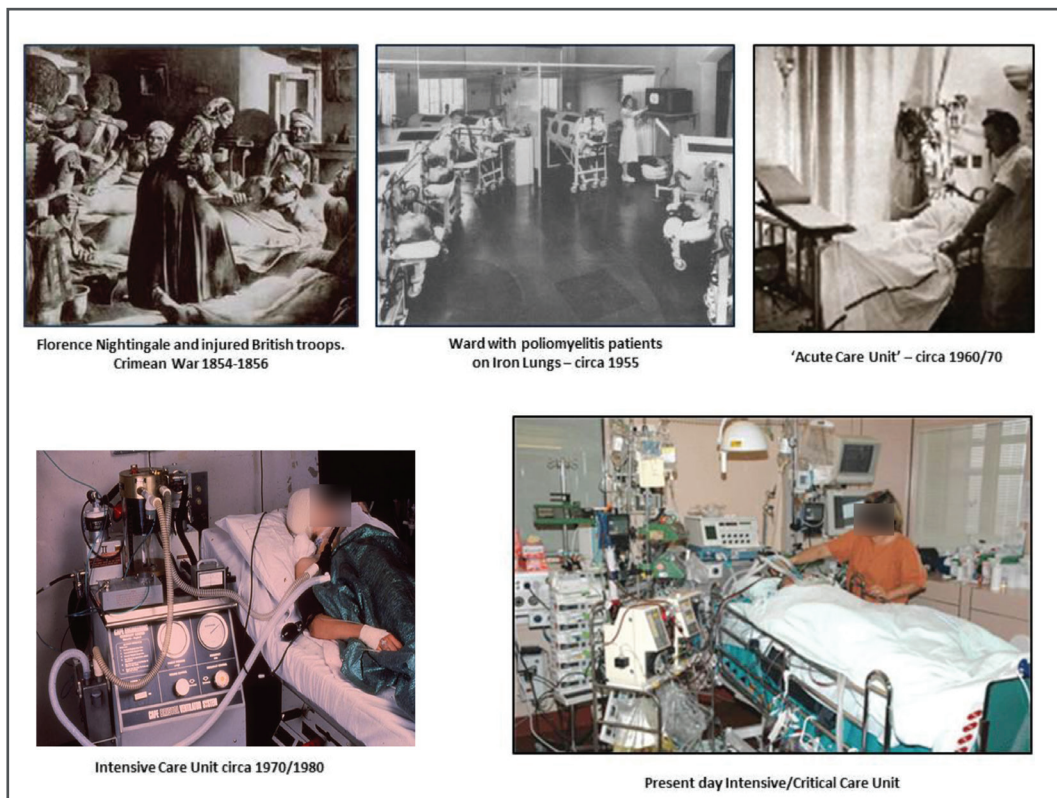 Florence Nightingale and injured British troops.
Crimean War 1854-1856
Ward with poliomyelitis patients
on Iron Lungs – circa 1955
‘Acute Care Unit’ – circa 1960/70
Intensive Care Unit circa 1970/1980
Present day Intensive/Critical Care Unit